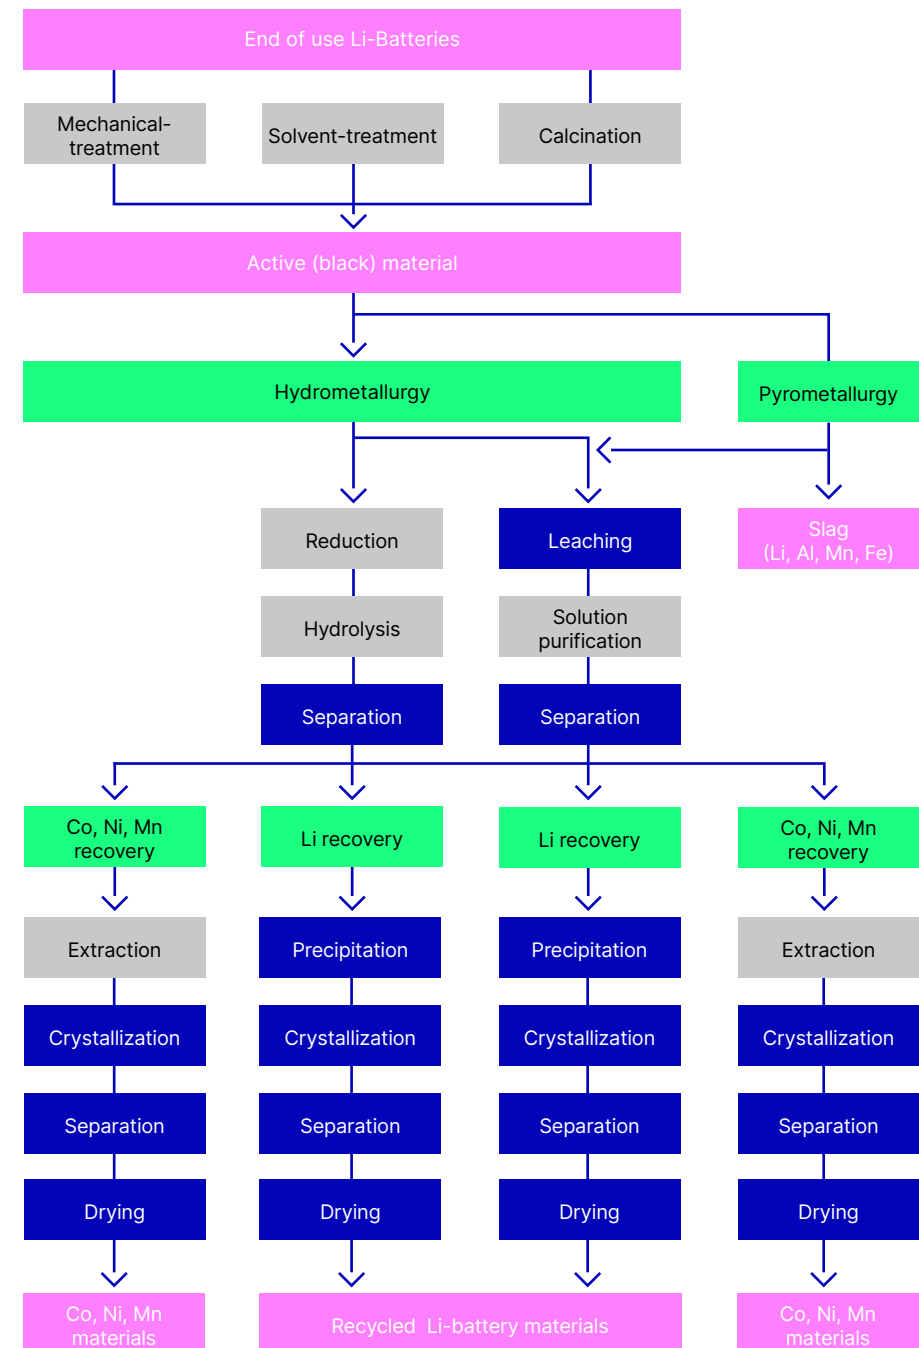 End of use Li-Batteries
Mechanical-
treatment
Solvent-treatment
Calcination
Active (black) material
Hydrometallurgy
Pyrometallurgy
Reduction
Leaching
Slag
(Li, Al, Mn, Fe)
Hydrolysis
Solution
purification
Separation
Separation
Co, Ni, Mn
recovery
Li recovery
Li recovery
Co, Ni, Mn
recovery
Extraction
Precipitation
Precipitation
Extraction
Crystallization
Crystallization
Crystallization
Crystallization
Separation
Separation
Separation
Separation
Drying
Drying
Drying
Drying
Co, Ni, Mn
materials
Recycled Li-battery materials
Co, Ni, Mn
materials